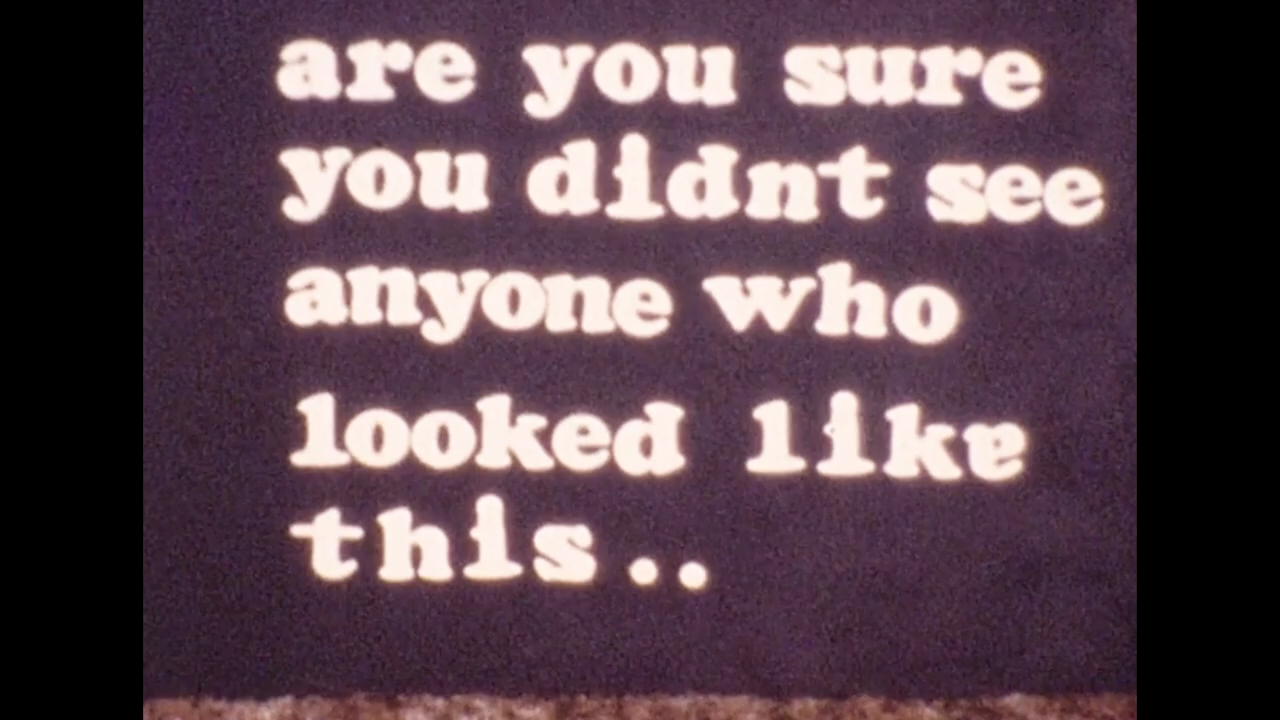 are you sure
you didnt see
anyone who
looked like
this..